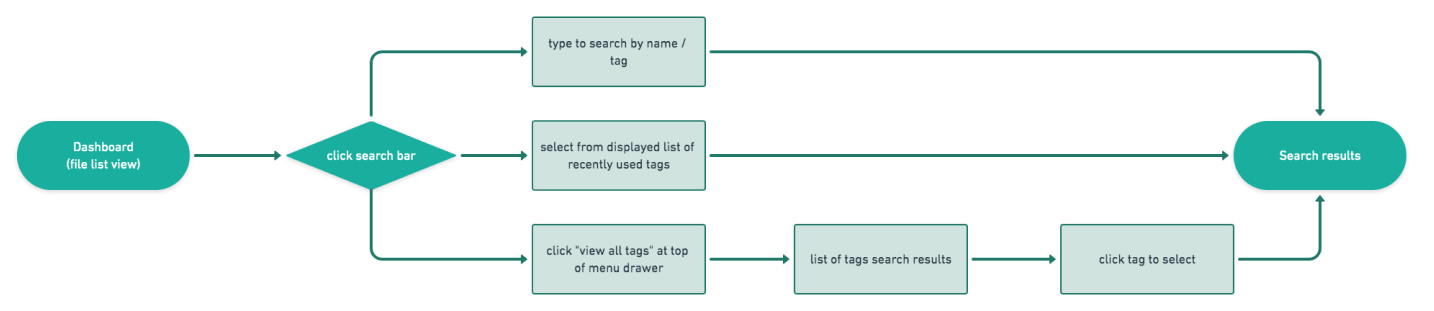 type to search by name /
tag
Dashboard
(file list view)
click search bar
select from displayed list of
recently used tags
Search results
click "view all tags" at top
of menu drawer
list of tags search results
click tag to select